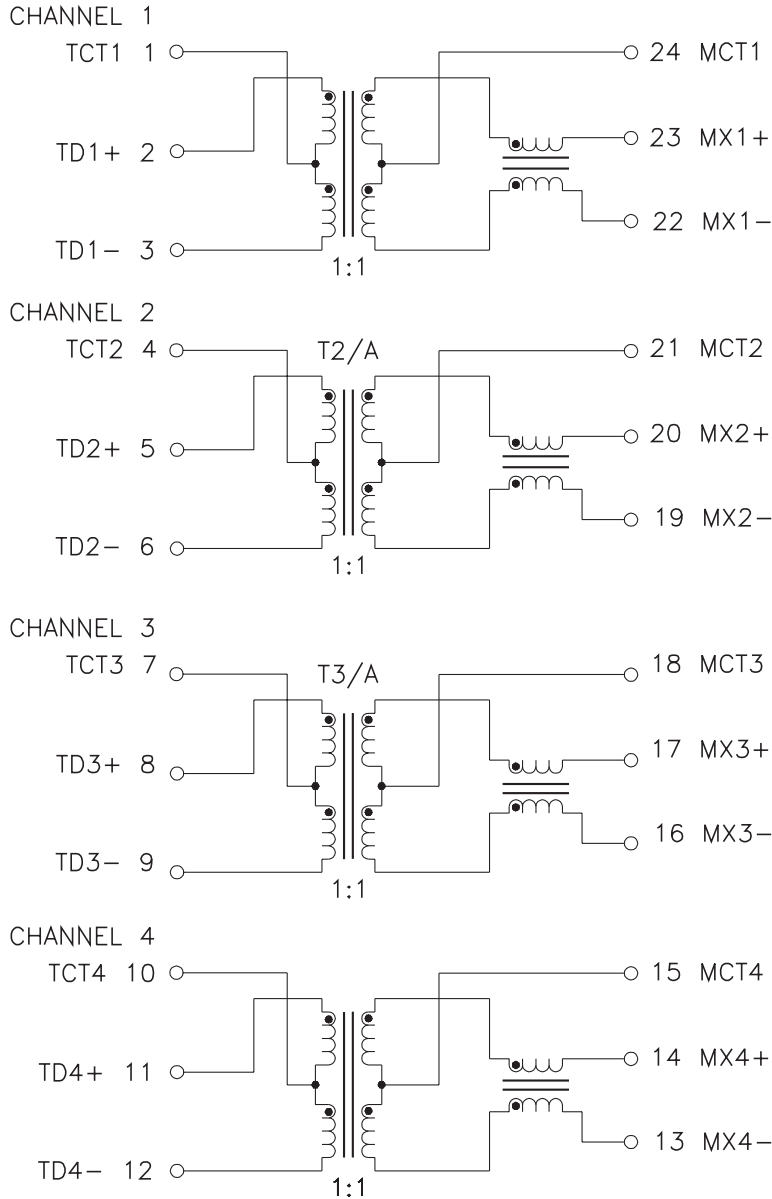 CHANNEL 1
TCT1 1
24 MCT1
TD1+ 2
23 MX1+
22 MX1-
TD1- 3
1:1
CHANNEL 2
TCT2 4
T2/A
21 MCT2
TD2+ 5
20 MX2+
19 MX2-
TD2- 6
1:1
CHANNEL 3
TCT3 7
T3/A
18 MCT3
TD3+ 8
17 MX3+
16 MX3-
TD3- 9
1:1
CHANNEL 4
TCT4 10
15 MCT4
TD4+ 11
14 MX4+
13 MX4-
TD4- 12
1:1